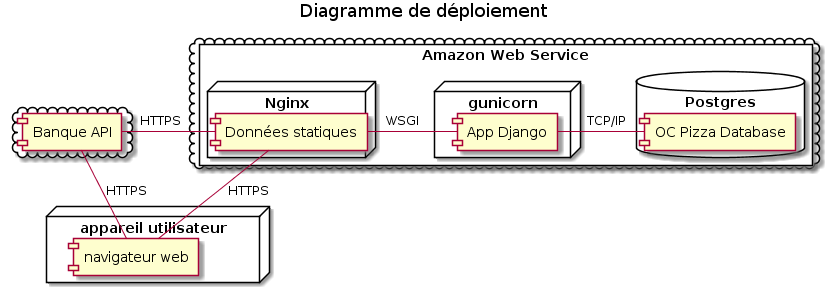 Diagramme de déploiement
Amazon Web Service
Nginx
gunicorn
Postgres
Banque API
HTTPS
Données statiques
WSGI
App Django
TCP/IP
OC Pizza Database
HTTPS
HTTPS
appareil utilisateur
navigateur web